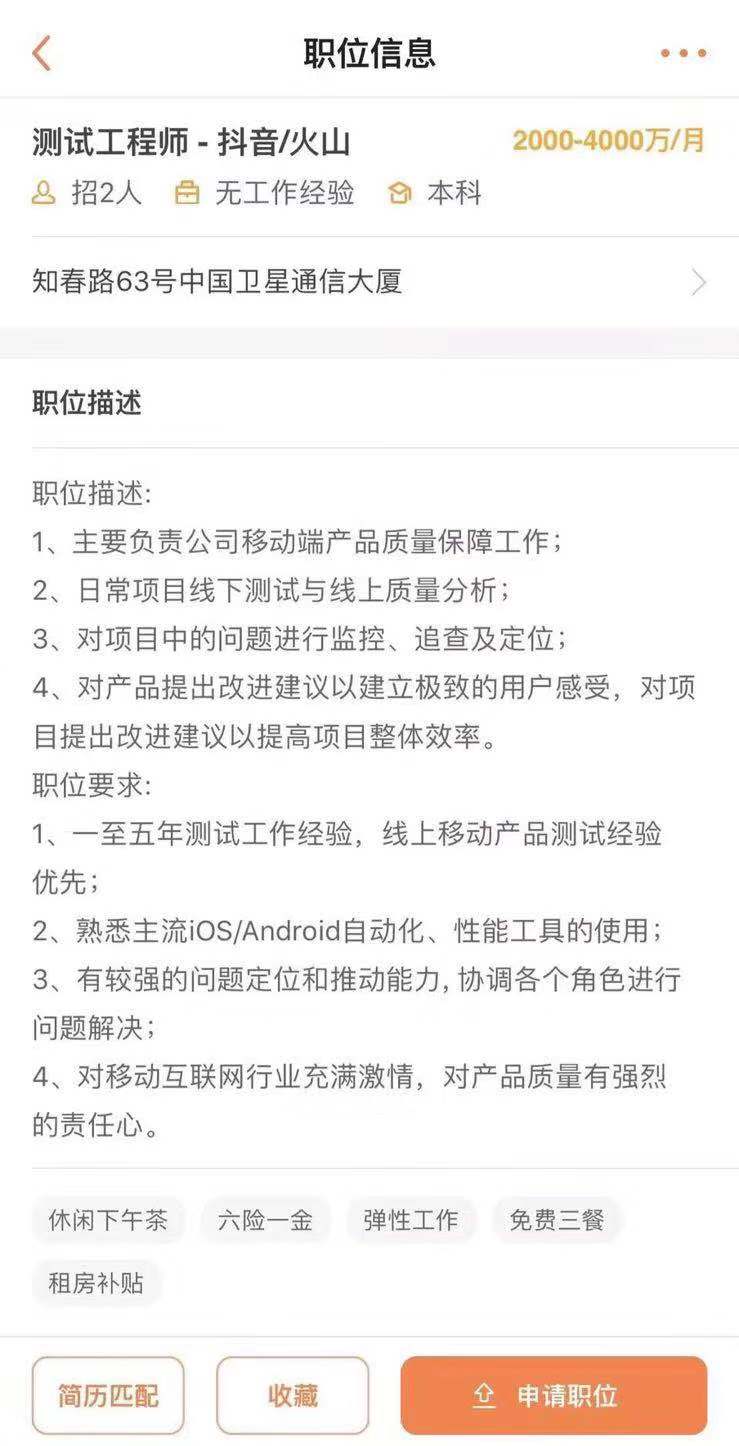 职位信息
测试工程师 - 抖音/火山
2000-4000万/月
招2人 无工作经验 本科
知春路63号中国卫星通信大厦
职位描述
职位描述:
1、主要负责公司移动端产品质量保障工作；
2、日常项目线下测试与线上质量分析；
3、对项目中的问题进行监控、追查及定位；
4、对产品提出改进建议以建立极致的用户感受，对项
目提出改进建议以提高项目整体效率。
职位要求:
1、一至五年测试工作经验，线上移动产品测试经验
优先；
2、熟悉主流iOS/Android自动化、性能工具的使用；
3、有较强的问题定位和推动能力, 协调各个角色进行
问题解决；
4、对移动互联网行业充满激情，对产品质量有强烈
的责任心。
休闲下午茶 六险一金 弹性工作 免费三餐
租房补贴
简历匹配 收藏 申请职位